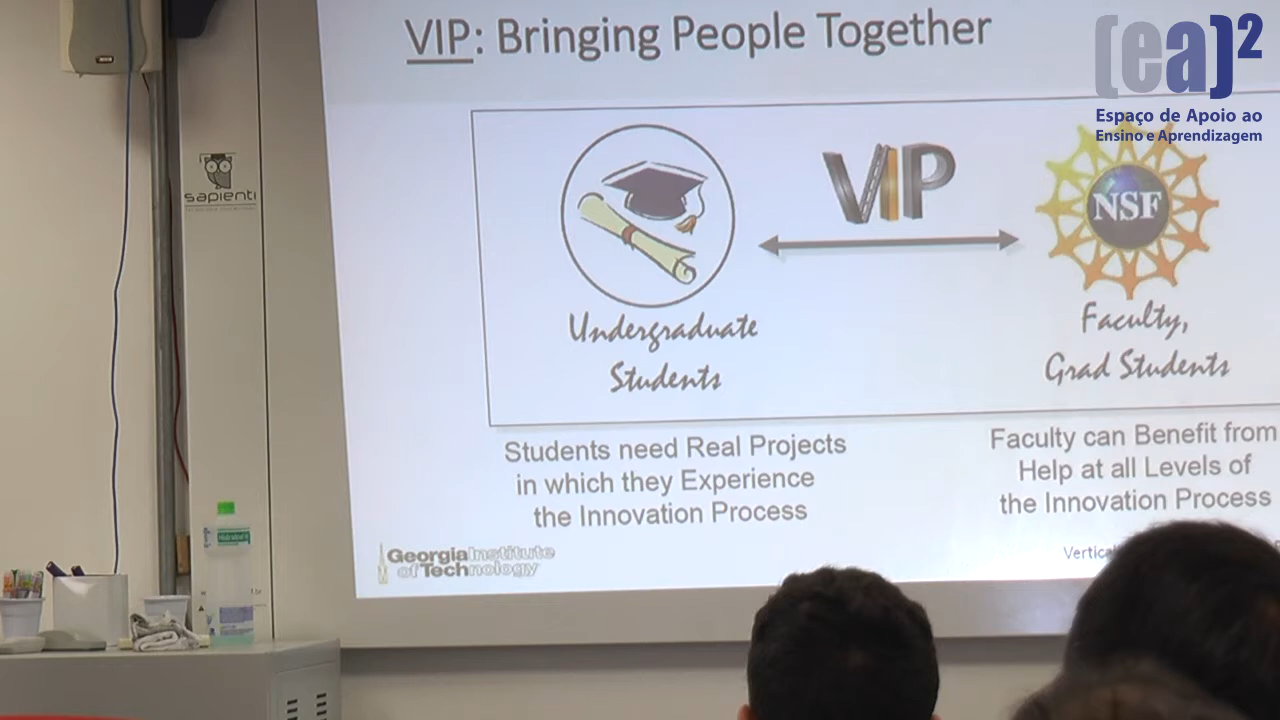 VIP: Bringing People Together
(ea)²
Espaço de Apoio ao
Ensino e Aprendizagem
sapienti
VIP
NSF
Undergraduate
Students
Faculty,
Grad Students
Students need Real Projects
in which they Experience
the Innovation Process
Faculty can Benefit from
Help at all Levels of
the Innovation Process
Georgia Institute
of Technology